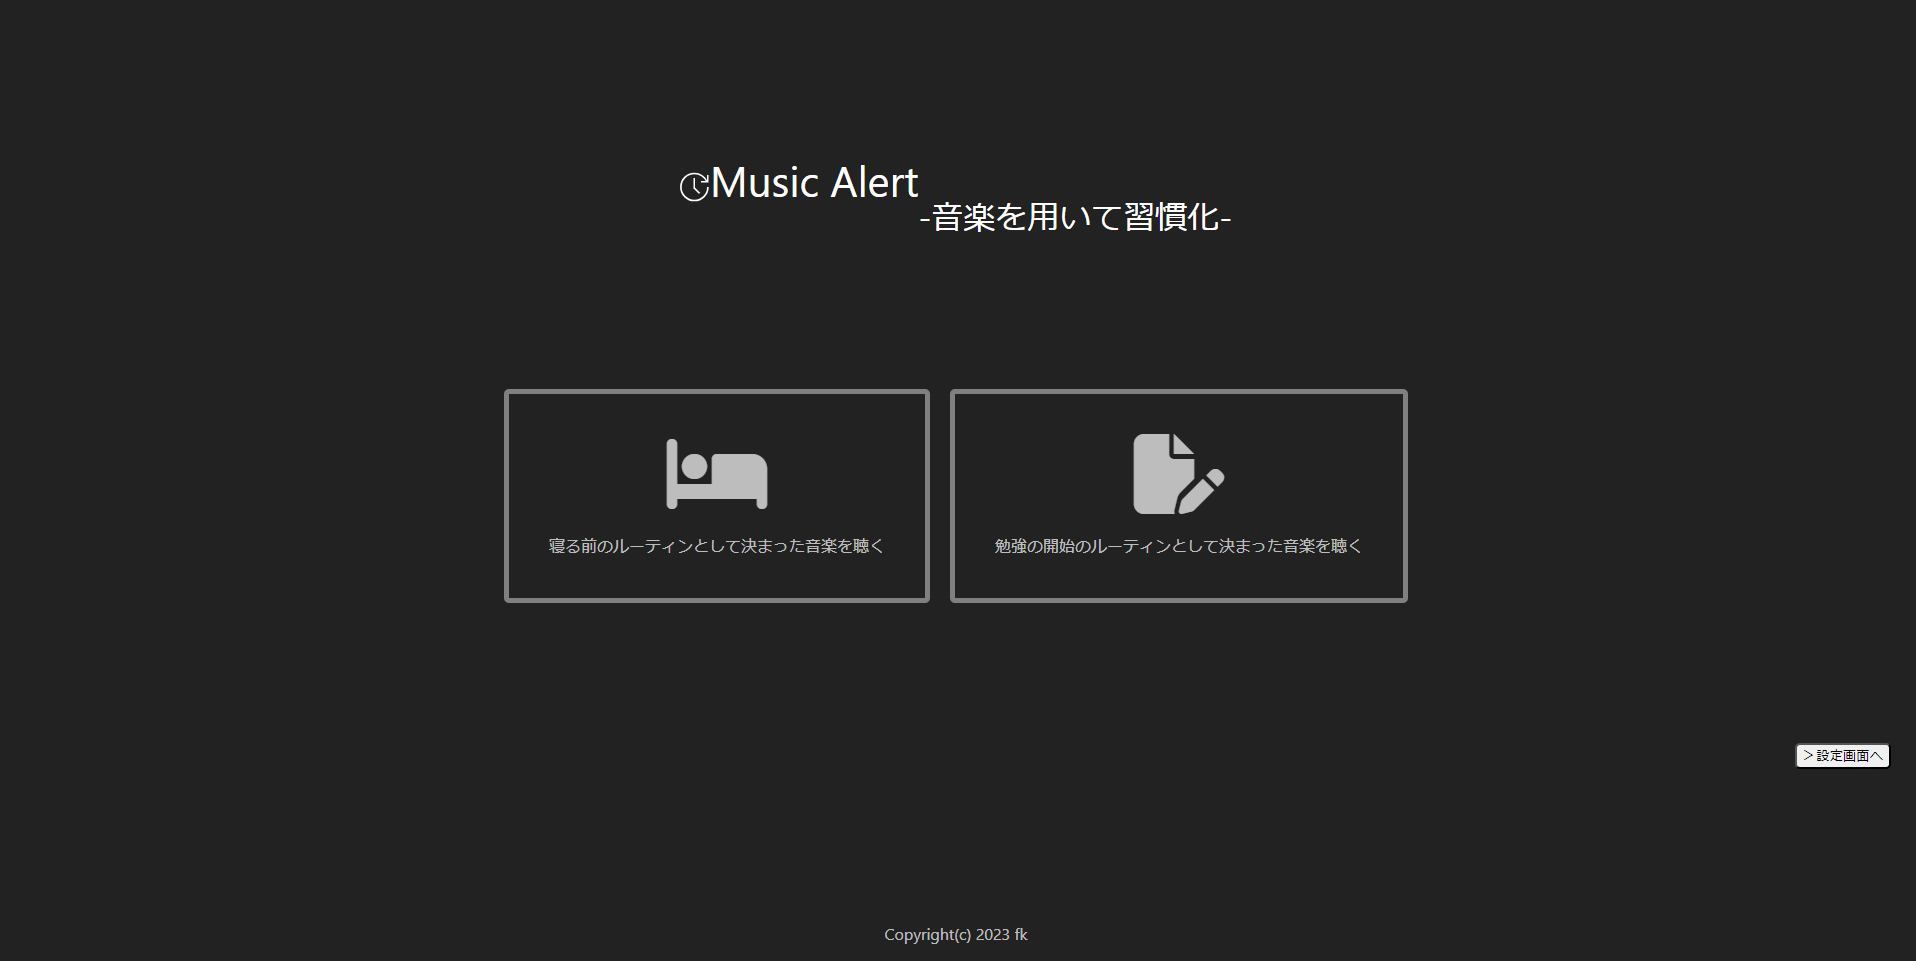 Music Alert
-音楽を用いて習慣化-
寝る前のルーティンとして決まった音楽を聴く
勉強の開始のルーティンとして決まった音楽を聴く
＞設定画面へ
Copyright(c) 2023 fk